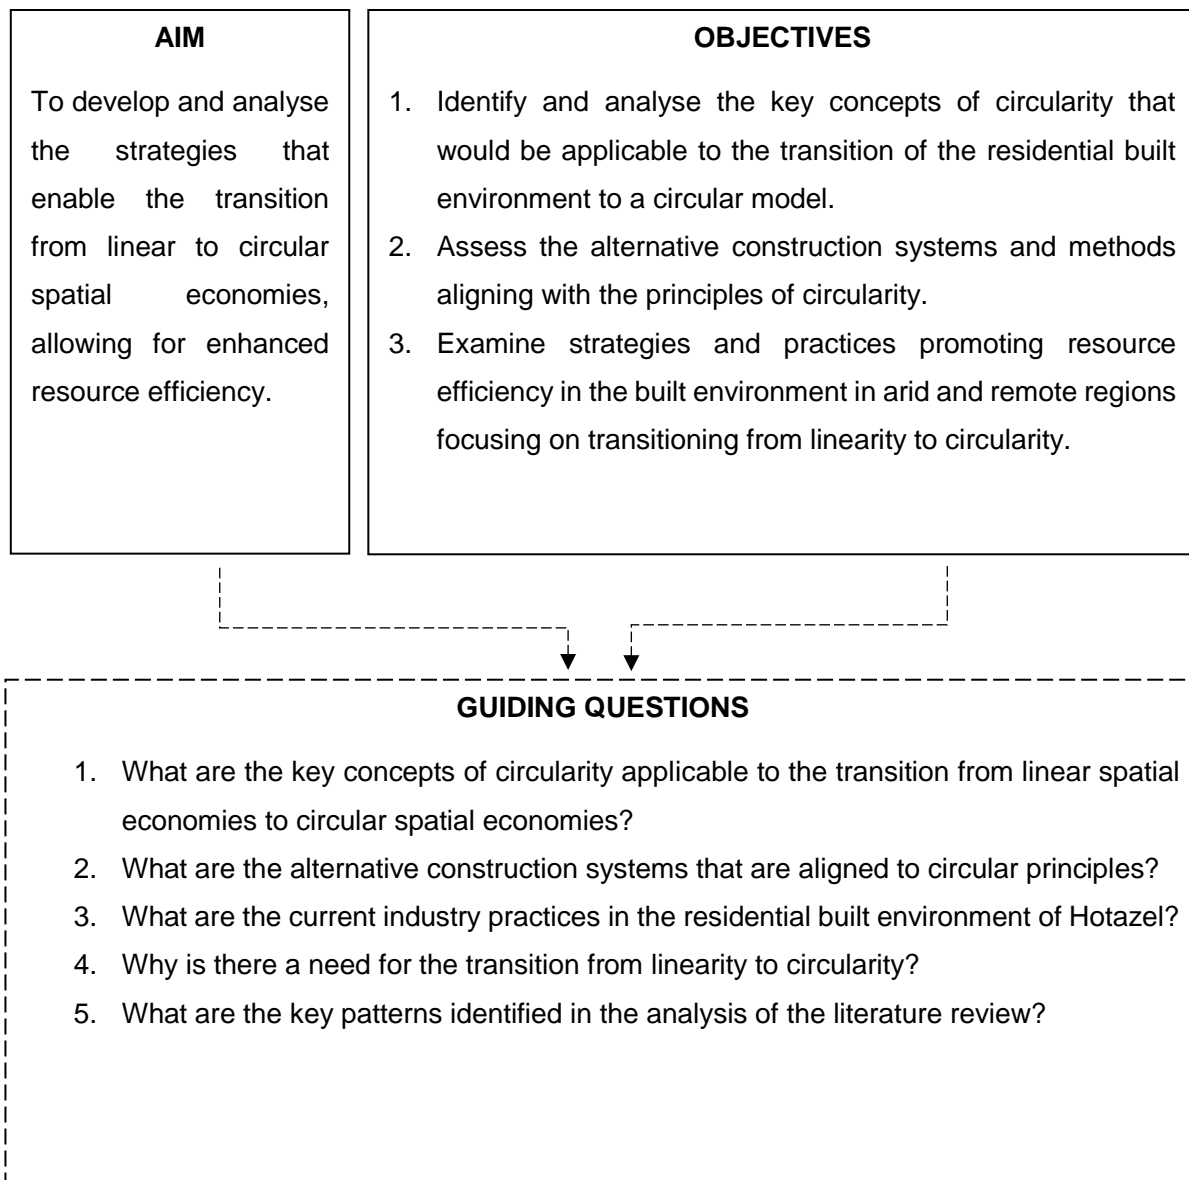 AIM
To develop and analyse
the strategies that
enable the transition
from linear to circular
spatial economies,
allowing for enhanced
resource efficiency.
OBJECTIVES
1. Identify and analyse the key concepts of circularity that
would be applicable to the transition of the residential built
environment to a circular model.
2. Assess the alternative construction systems and methods
aligning with the principles of circularity.
3. Examine strategies and practices promoting resource
efficiency in the built environment in arid and remote regions
focusing on transitioning from linearity to circularity.
GUIDING QUESTIONS
1. What are the key concepts of circularity applicable to the transition from linear spatial
economies to circular spatial economies?
2. What are the alternative construction systems that are aligned to circular principles?
3. What are the current industry practices in the residential built environment of Hotazel?
4. Why is there a need for the transition from linearity to circularity?
5. What are the key patterns identified in the analysis of the literature review?